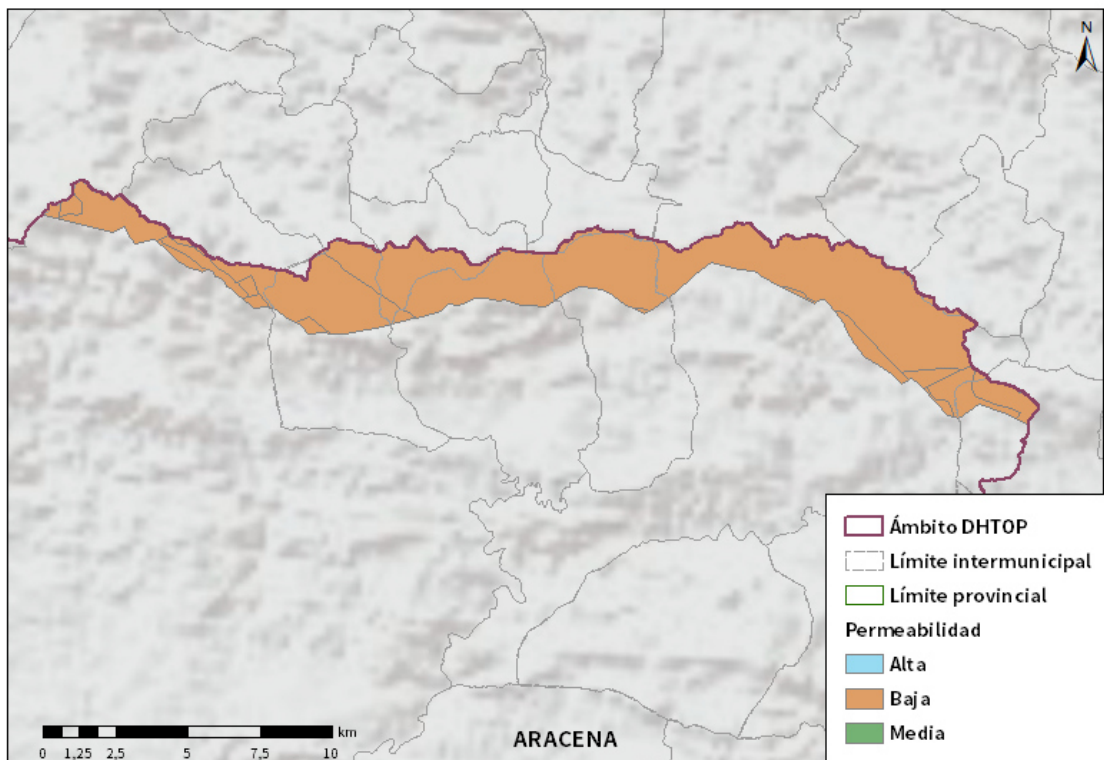 N
Ámbito DHTOP
Límite intermunicipal
Límite provincial
Permeabilidad
Alta
Baja
Media
km
0 1,25 2,5 5 7,5 10
ARACENA